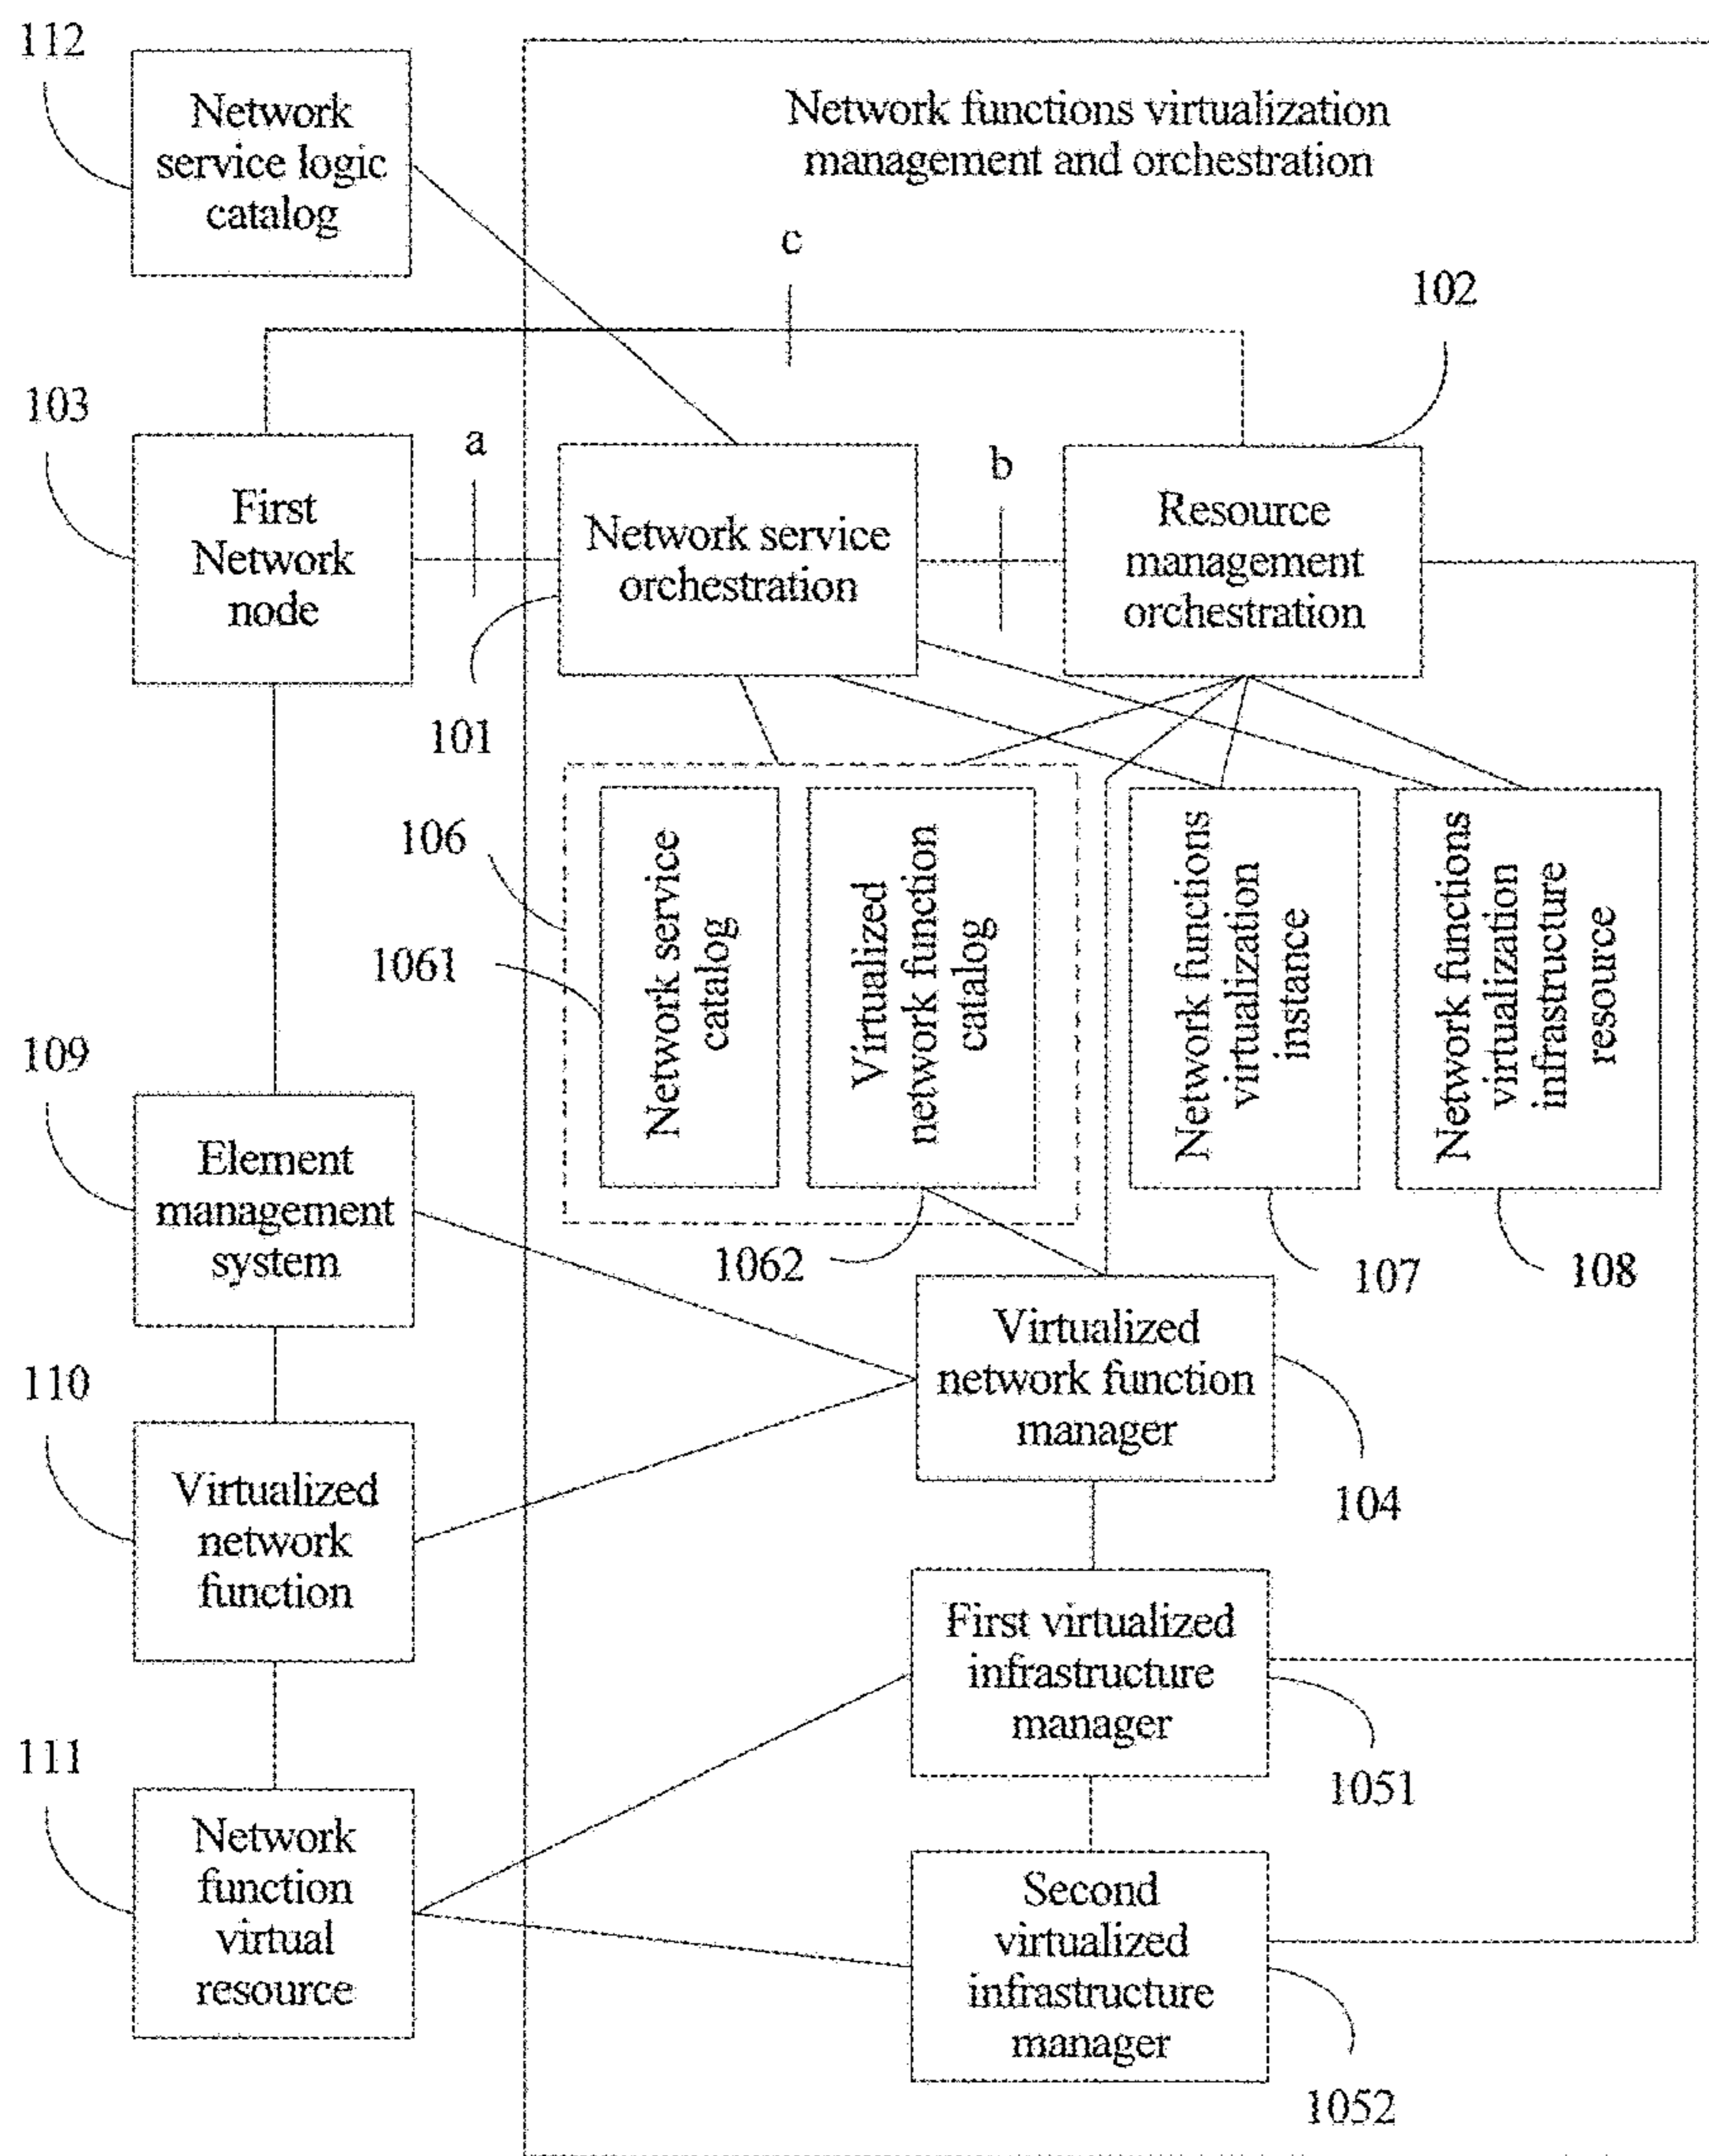 112
Network
service logic
catalog
Network functions virtualization
management and orchestration
c
102
103
a
b
First
Network
node
Network service
orchestration
Resource
management
orchestration
101
106
1061
Network service
catalog
Virtualized
network function
catalog
Network functions
virtualization
instance
Network functions
virtualization
infrastructure
resource
109
Element
management
system
1062
107
108
Virtualized
network function
manager
104
110
Virtualized
network
function
First virtualized
infrastructure
manager
1051
111
Network
function
virtual
resource
Second
virtualized
infrastructure
manager
1052